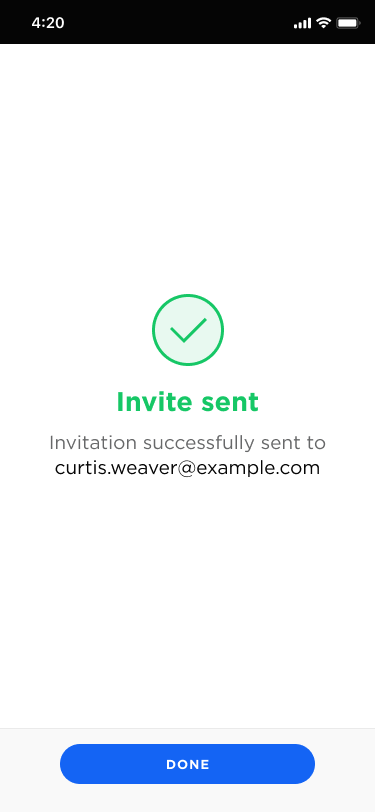 4:20
Invite sent
Invitation successfully sent to
curtis.weaver@example.com
DONE